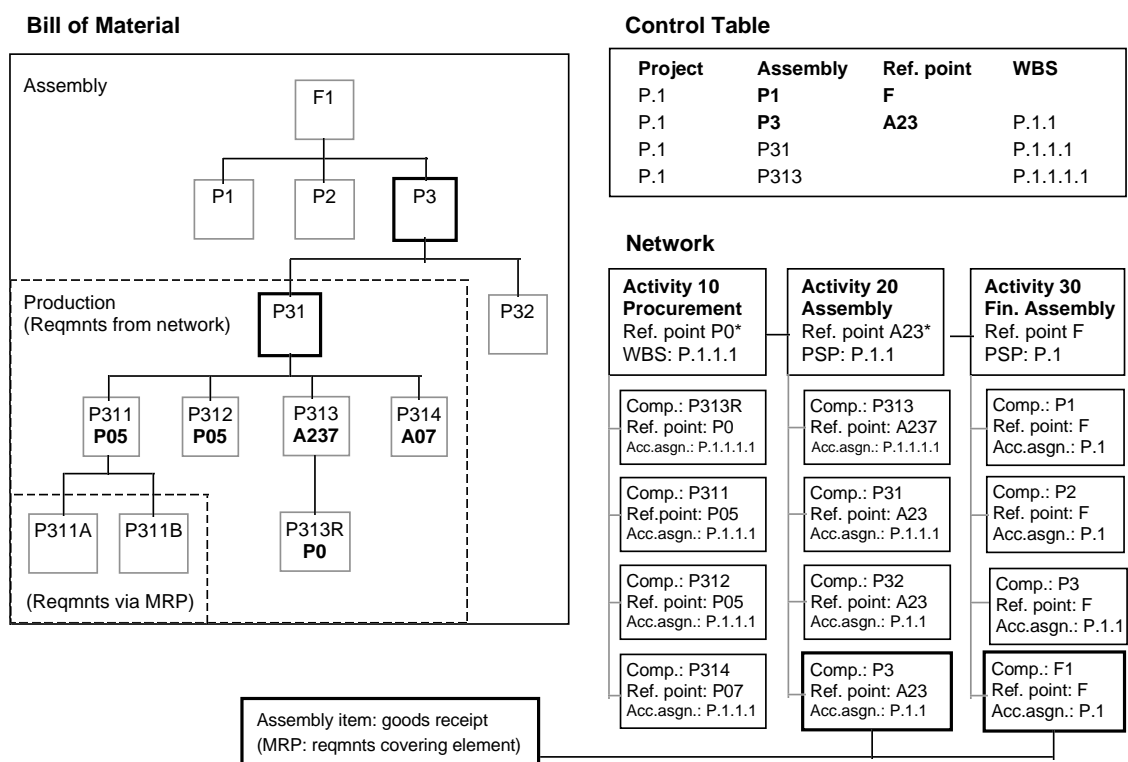 Bill of Material
Assembly
F1
P1
P2
P3
Production
(Reqmnts from network)
P31
P32
P311
P05
P312
P05
P313
A237
P314
A07
P311A
P311B
P313R
P0
(Reqmnts via MRP)
Control Table
Project Assembly Ref. point WBS
P.1 P1 F
P.1 P3 A23 P.1.1
P.1 P31 P.1.1.1
P.1 P313 P.1.1.1.1
Network
Activity 10
Procurement
Ref. point P0*
WBS: P.1.1.1
Activity 20
Assembly
Ref. point A23*
PSP: P.1.1
Activity 30
Fin. Assembly
Ref. point F
PSP: P.1
Comp.: P313R
Ref. point: P0
Acc.asgn.: P.1.1.1.1
Comp.: P313
Ref. point: A237
Acc.asgn.: P.1.1.1.1
Comp.: P1
Ref. point: F
Acc.asgn.: P.1
Comp.: P311
Ref.point: P05
Acc.asgn.: P.1.1.1
Comp.: P31
Ref. point: A23
Acc.asgn.: P.1.1.1
Comp.: P2
Ref. point: F
Acc.asgn.: P.1
Comp.: P312
Ref. point: P05
Acc.asgn.: P.1.1.1
Comp.: P32
Ref. point: A23
Acc.asgn.: P.1.1
Comp.: P3
Ref. point: F
Acc.asgn.: P.1.1
Comp.: P314
Ref. point: P07
Acc.asgn.: P.1.1.1
Comp.: P3
Ref. point: A23
Acc.asgn.: P.1.1
Comp.: F1
Ref. point: F
Acc.asgn.: P.1
Assembly item: goods receipt
(MRP: reqmnts covering element)